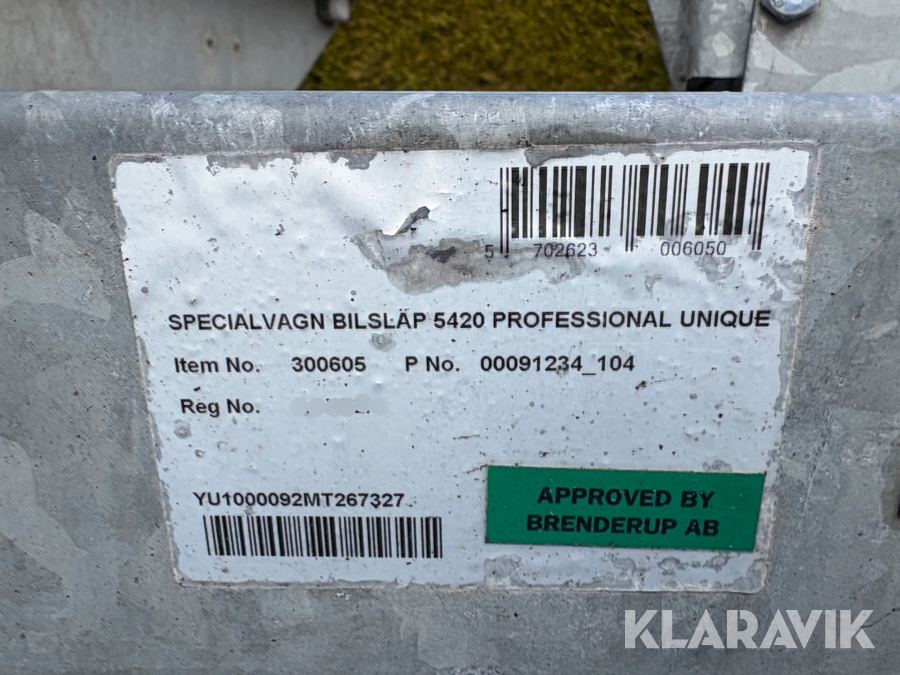 5 702623 006050
SPECIALVAGN BILSLÄP 5420 PROFESSIONAL UNIQUE
Item No. 300605 P No. 00091234_104
Reg No.
YU1000092MT267327
APPROVED BY
BRENDERUP AB
KLARAVIK